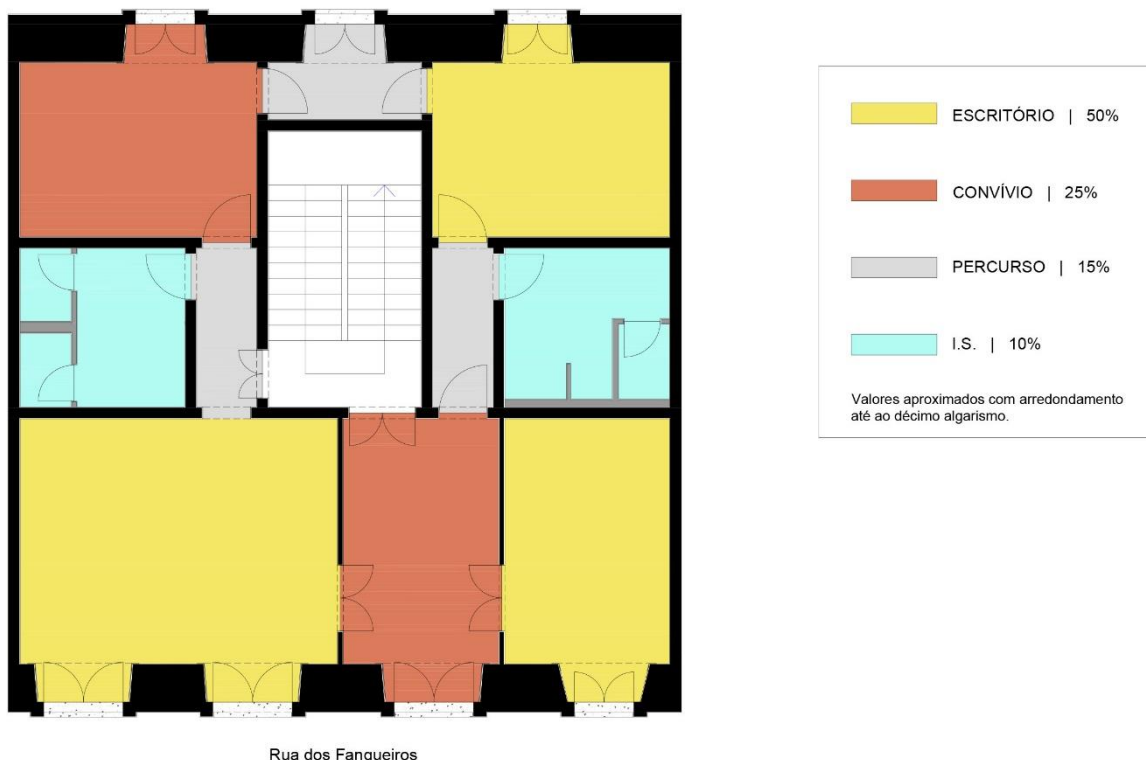 ESCRITÓRIO | 50%
CONVÍVIO | 25%
PERCURSO | 15%
I.S. | 10%
Valores aproximados com arredondamento
até ao décimo algarismo.
Rua dos Fanqueiros